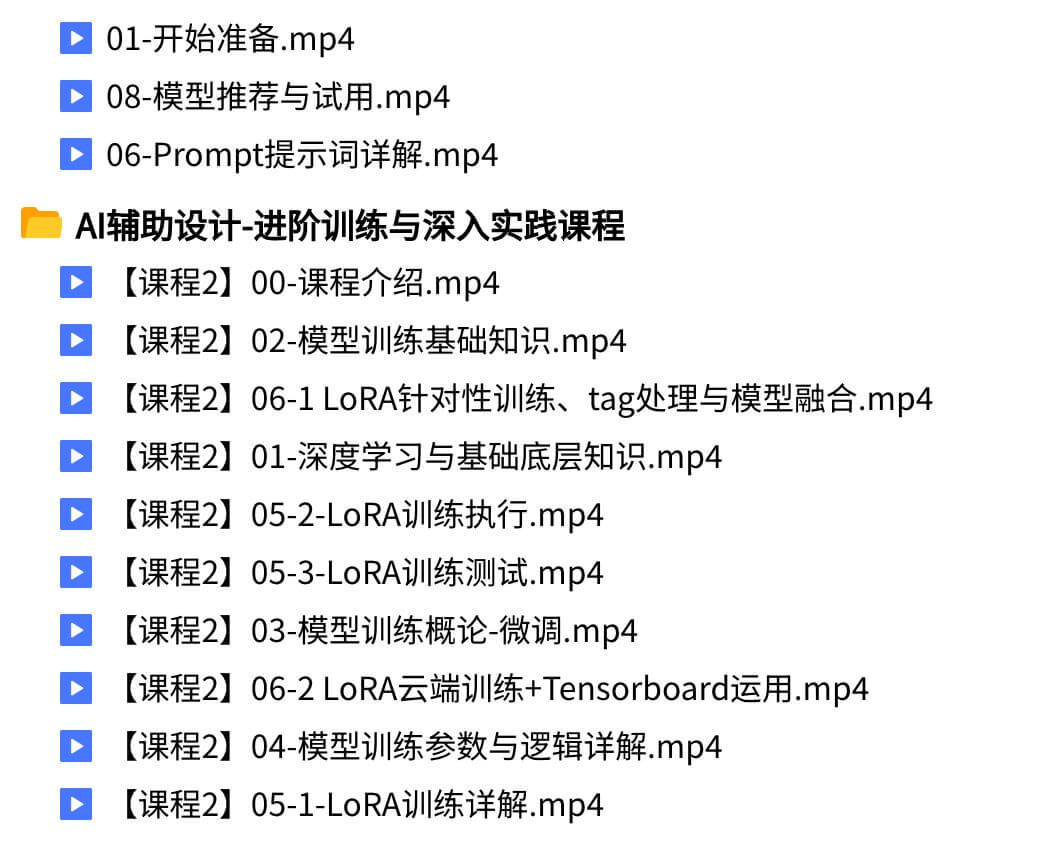 01-开始准备.mp4
08-模型推荐与试用.mp4
06-Prompt提示词详解.mp4
AI辅助设计-进阶训练与深入实践课程
【课程2】00-课程介绍.mp4
【课程2】02-模型训练基础知识.mp4
【课程2】06-1 LoRA针对性训练、tag处理与模型融合.mp4
【课程2】01-深度学习与基础底层知识.mp4
【课程2】05-2-LoRA训练执行.mp4
【课程2】05-3-LoRA训练测试.mp4
【课程2】03-模型训练概论-微调.mp4
【课程2】06-2 LoRA云端训练+Tensorboard运用.mp4
【课程2】04-模型训练参数与逻辑详解.mp4
【课程2】05-1-LoRA训练详解.mp4